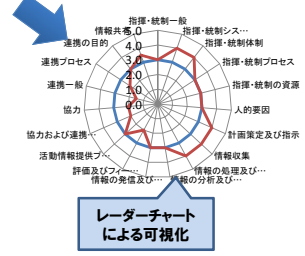 指揮・統制一般
指揮・統制シス…
指揮・統制体制
指揮・統制プロセス
指揮・統制の資源
人的要因
計画策定及び指示
情報収集
情報の処理及び…
情報の分析及び…
情報の発信及び…
評価及びフィー…
活動情報提供プ…
協力および連携…
協力
連携一般
連携プロセス
連携の目的
情報共有
5.0
4.0
3.0
2.0
1.0
0.0
レーダーチャート
による可視化